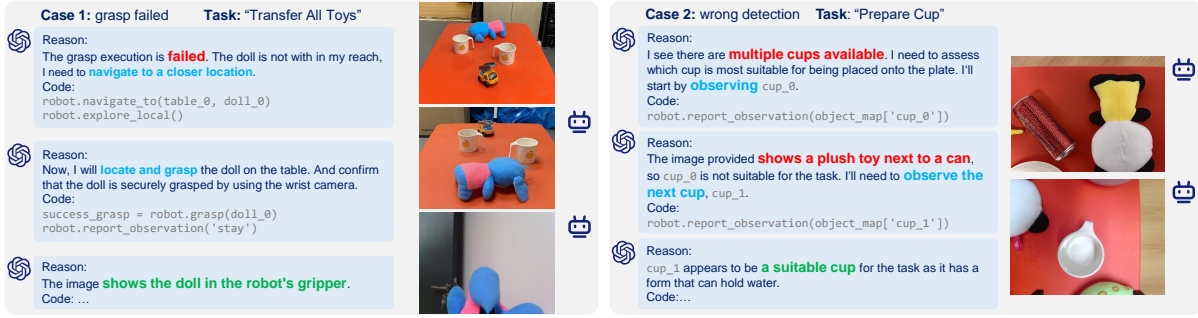 Case 1: grasp failed Task: “Transfer All Toys”
Reason:
The grasp execution is failed. The doll is not with in my reach,
I need to navigate to a closer location.
Code:
robot.navigate_to(table_0, doll_0)
robot.explore_local()
Reason:
Now, I will locate and grasp the doll on the table. And confirm
that the doll is securely grasped by using the wrist camera.
Code:
success_grasp = robot.grasp(doll_0)
robot.report_observation('stay')
Reason:
The image shows the doll in the robot's gripper.
Code: ...
Case 2: wrong detection Task: “Prepare Cup”
Reason:
I see there are multiple cups available. I need to assess
which cup is most suitable for being placed onto the plate. I'll
start by observing cup_0.
Code:
robot.report_observation(object_map['cup_0'])
Reason:
The image provided shows a plush toy next to a can,
so cup_0 is not suitable for the task. I'll need to observe the
next cup, cup_1.
Code:
robot.report_observation(object_map['cup_1'])
Reason:
cup_1 appears to be a suitable cup for the task as it has a
form that can hold water.
Code:...